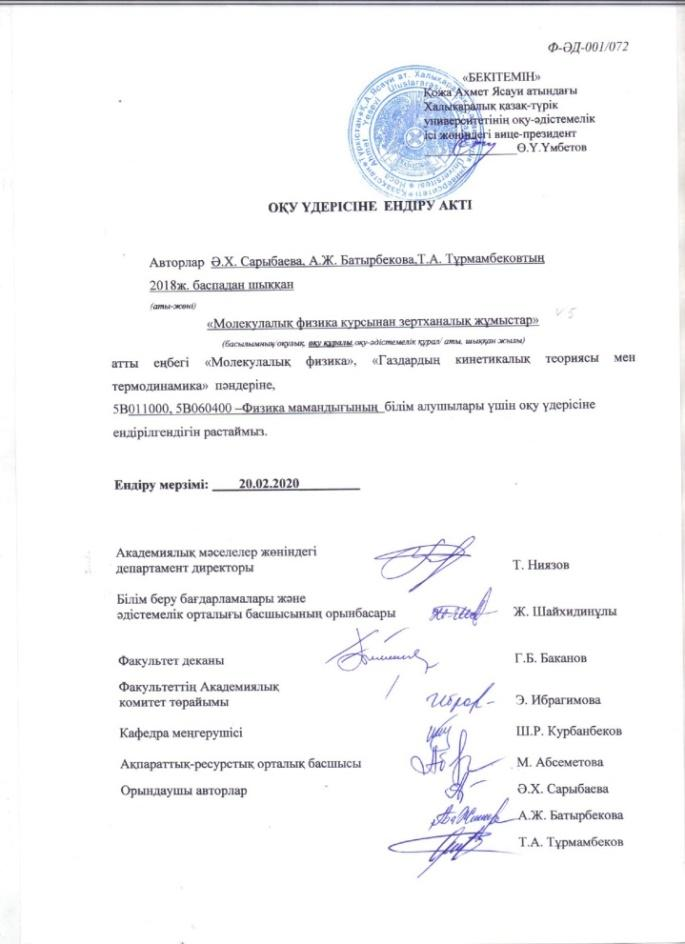 Ф-ӘД-001/072
«БЕКІТЕМІН»
Қожа Ахмет Ясауи атындағы
Халықаралық қазақ-түрік
университетінің оқу-әдістемелік
ісі жөніндегі вице-президент
Ө.Ү.Үмбетов
ОҚУ ҮДЕРІСІНЕ ЕНДІРУ АКТІ
Авторлар Ә.Х. Сарыбаева, А.Ж. Батырбекова,Т.А. Тұрмамбековтың
2018ж. баспадан шыққан
(аты-жөні)
«Молекулалық физика курсынан зертханалық жұмыстар»
(басылымның/оқулық, оқу құралы,оқу-әдістемелік құрал/ аты, шыққан жылы)
атты еңбегі «Молекулалық физика», «Газдардың кинетикалық теориясы мен
термодинамика» пәндеріне,
5В011000, 5В060400 –Физика мамандығының білім алушылары үшін оқу үдерісіне
ендірілгендігін растаймыз.
Ендіру мерзімі: 20.02.2020
Академиялық мәселелер жөніндегі
департамент директоры Т. Ниязов
Білім беру бағдарламалары және
әдістемелік орталығы басшысының орынбасары Ж. Шайхидинұлы
Факультет деканы Г.Б. Баканов
Факультеттің Академиялық
комитет төрайымы Э. Ибрагимова
Кафедра меңгерушісі Ш.Р. Курбанбеков
Ақпараттық-ресурстық орталық басшысы М. Абсеметова
Орындаушы авторлар Ә.Х. Сарыбаева
А.Ж. Батырбекова
Т.А. Тұрмамбеков